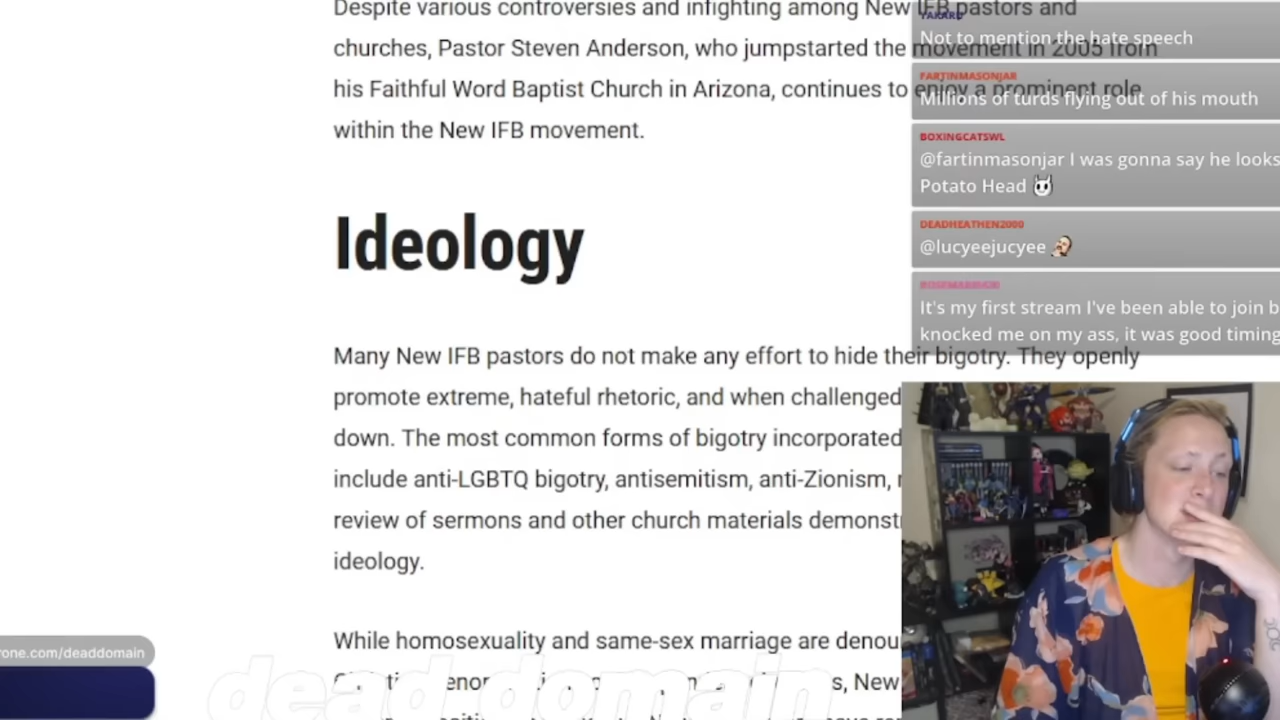 Despite various controversies and infighting among New IFB pastors and
churches, Pastor Steven Anderson, who jumpstarted the movement in 2005 from
his Faithful Word Baptist Church in Arizona, continues to enjoy a prominent role
within the New IFB movement.
Ideology
Many New IFB pastors do not make any effort to hide their bigotry. They openly
promote extreme, hateful rhetoric, and when challenged
down. The most common forms of bigotry incorporated
include anti-LGBTQ bigotry, antisemitism, anti-Zionism,
review of sermons and other church materials
ideology.
While homosexuality and same-sex marriage are
New
Not to mention the hate speech
FARTINMASONJAR
Millions of turds flying out of his mouth
BOXINGCATSWL
@fartinmasonjar I was gonna say he looks
Potato Head
DEADHEATHEN2000
@lucyeejucyee
It's my first stream I've been able to join
knocked me on my ass, it was good timing
rone.com/deaddomain
dead domain